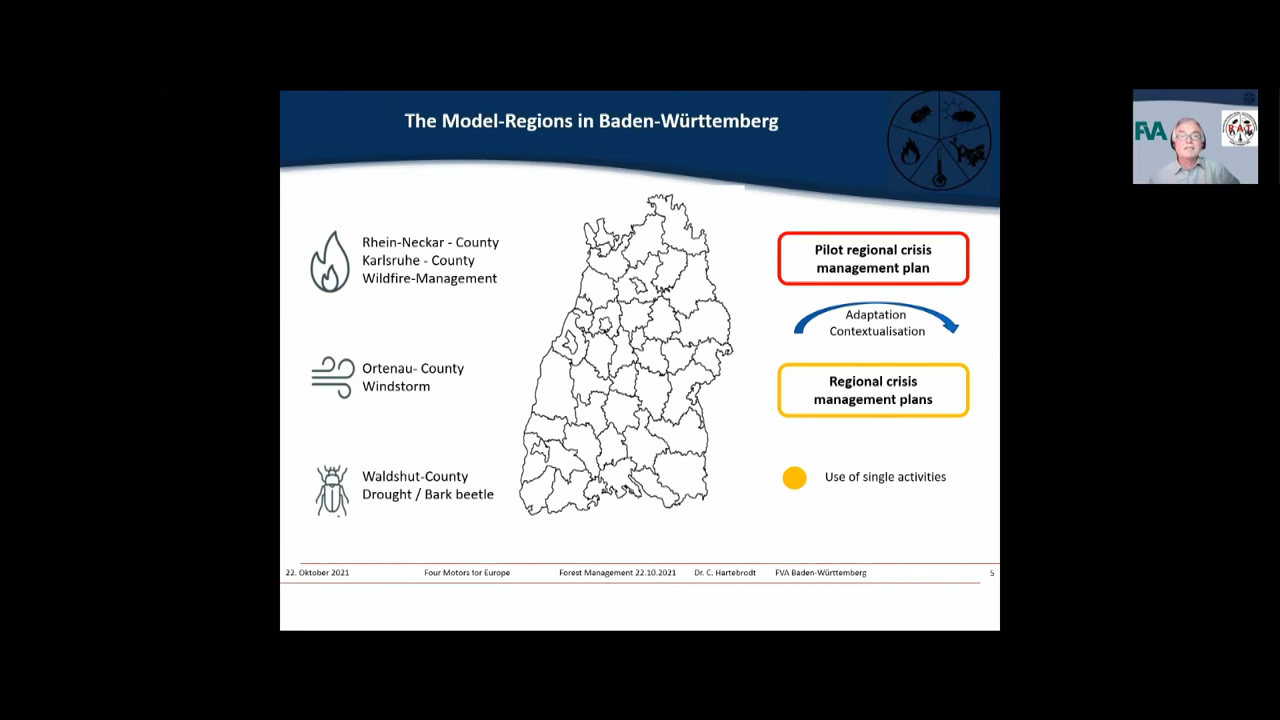 The Model-Regions in Baden-Württemberg
Rhein-Neckar - County
Karlsruhe - County
Wildfire-Management
Ortenau- County
Windstorm
Waldshut-County
Drought / Bark beetle
Pilot regional crisis
management plan
Adaptation
Contextualisation
Regional crisis
management plans
Use of single activities
22. Oktober 2021 Four Motors for Europe Forest Management 22.10.2021 Dr. C. Hartebrodt FVA Baden-Württemberg 5
FVA